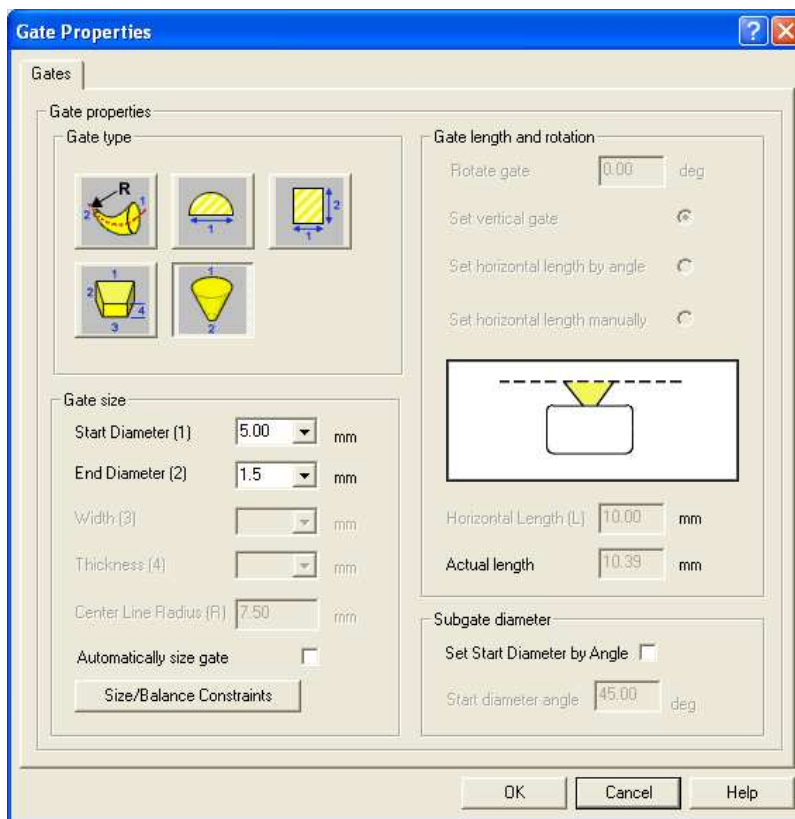 Gate Properties
Gates
Gate properties
Gate type
R
2
1
1
1
2
1
2
4
3
1
2
Gate size
Start Diameter (1) 5.00 mm
End Diameter (2) 1.5 mm
Width (3) mm
Thickness (4) mm
Center Line Radius (R) 7.50 mm
Automatically size gate
Size/Balance Constraints
Gate length and rotation
Rotate gate 0.00 deg
Set vertical gate
Set horizontal length by angle
Set horizontal length manually
Horizontal Length (L) 10.00 mm
Actual length 10.39 mm
Subgate diameter
Set Start Diameter by Angle
Start diameter angle 45.00 deg
OK Cancel Help